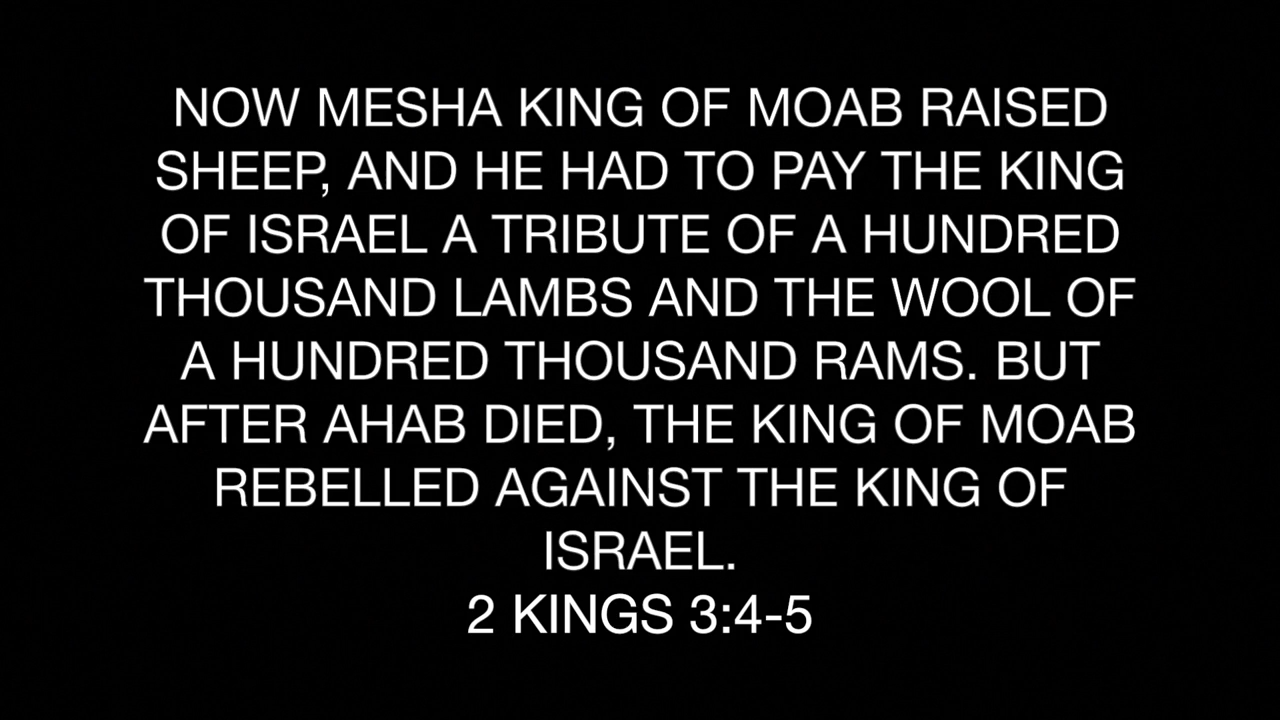 NOW MESHA KING OF MOAB RAISED
SHEEP, AND HE HAD TO PAY THE KING
OF ISRAEL A TRIBUTE OF A HUNDRED
THOUSAND LAMBS AND THE WOOL OF
A HUNDRED THOUSAND RAMS. BUT
AFTER AHAB DIED, THE KING OF MOAB
REBELLED AGAINST THE KING OF
ISRAEL.
2 KINGS 3:4-5